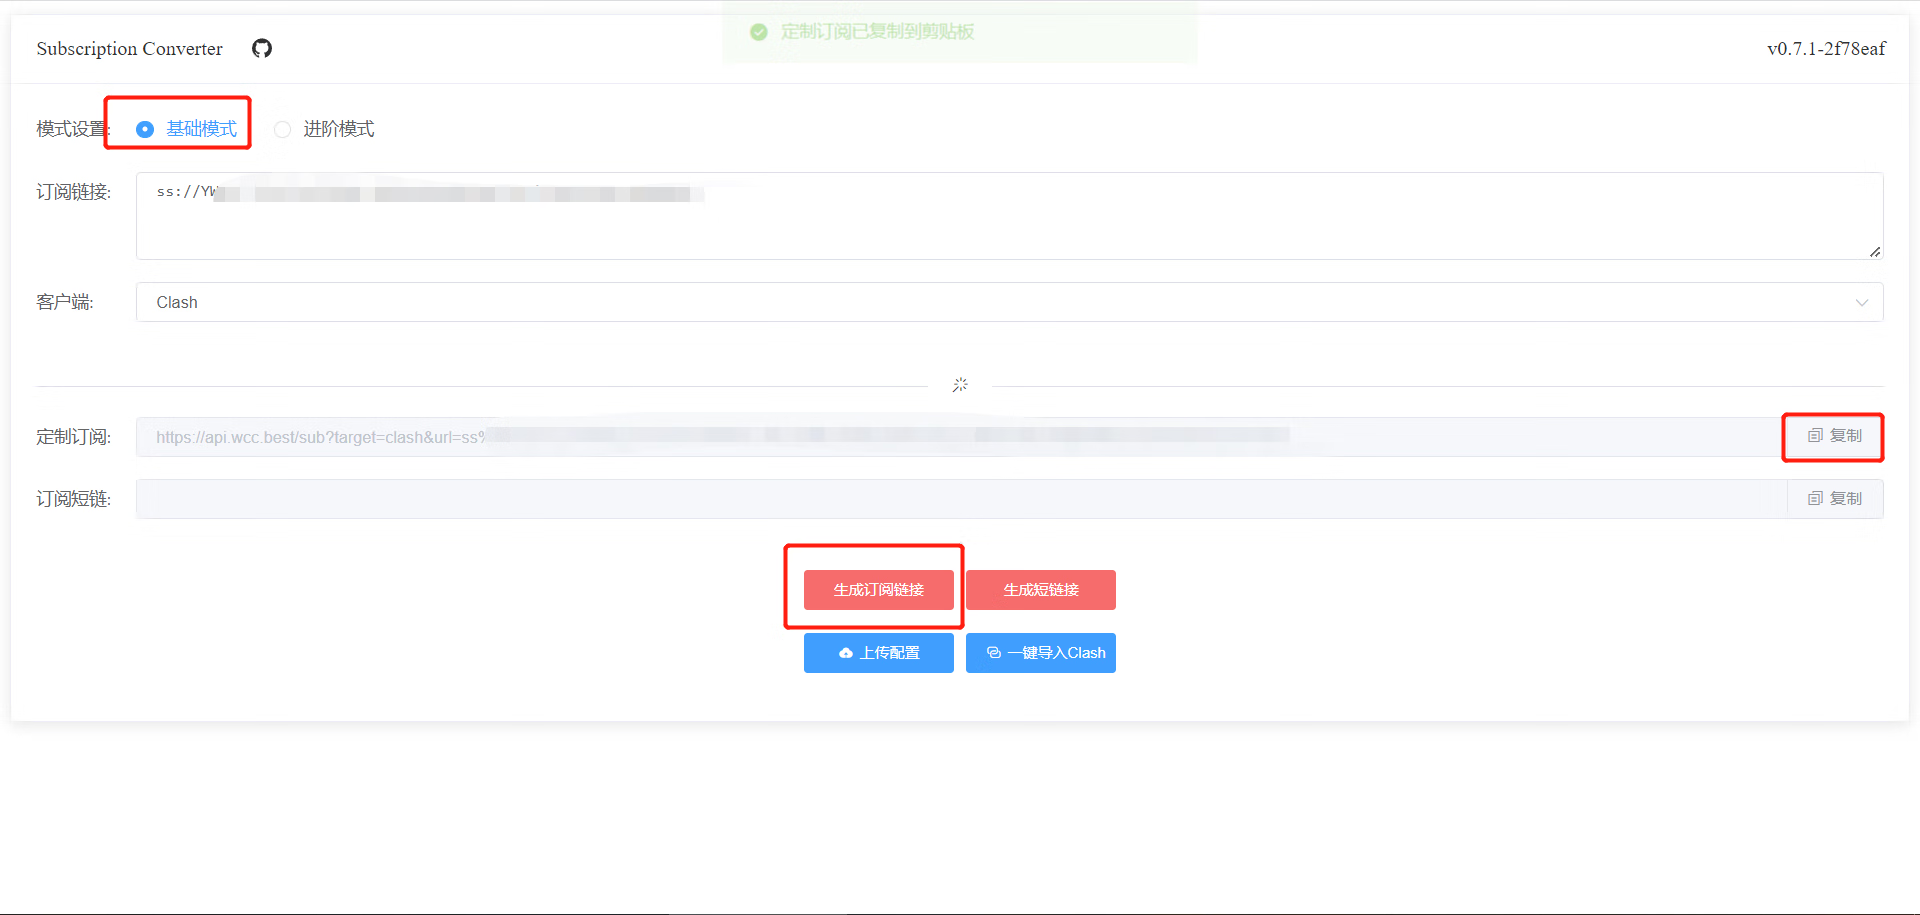 定制订阅已复制到剪贴板
Subscription Converter
v0.7.1-2f78eaf
模式设置: 基础模式 进阶模式
订阅链接: ss://YW
客户端: Clash
定制订阅: https://api.wcc.best/sub?target=clash&url=ss% 复制
订阅短链: 复制
生成订阅链接 生成短链接
上传配置 一键导入Clash